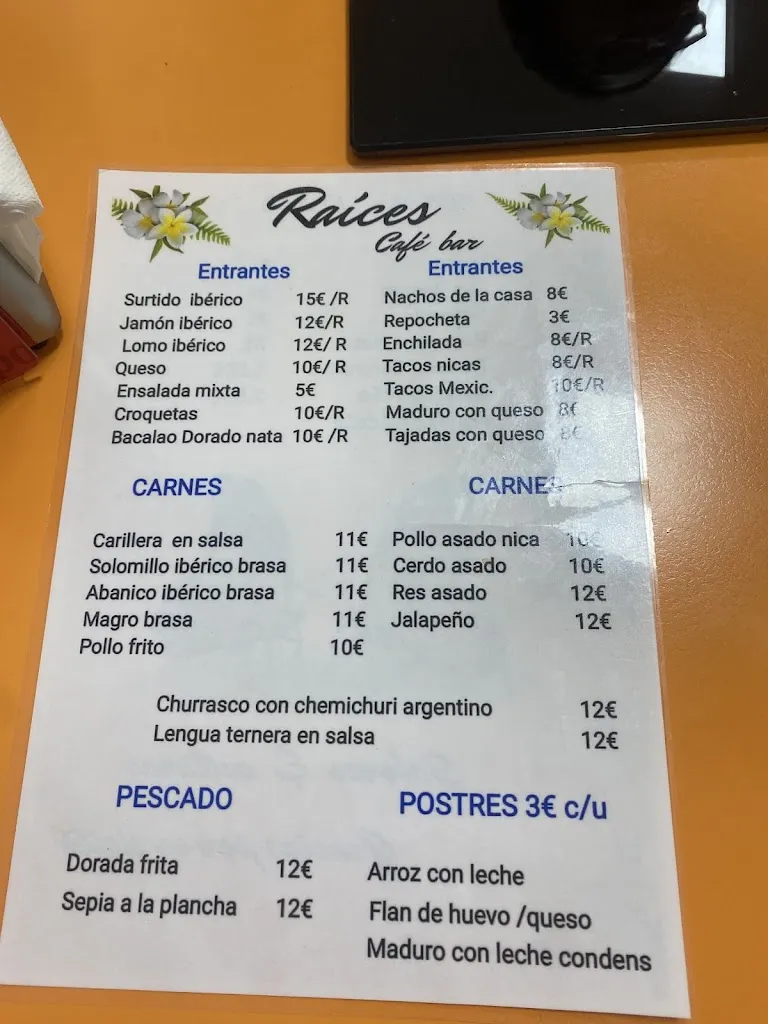 Raíces
Café bar
Entrantes
Surtido ibérico 15€ /R
Jamón ibérico 12€/R
Lomo ibérico 12€/ R
Queso 10€/ R
Ensalada mixta 5€
Croquetas 10€/R
Bacalao Dorado nata 10€ /R
Entrantes
Nachos de la casa 8€
Repocheta 3€
Enchilada 8€/R
Tacos nicas 8€/R
Tacos Mexic. 10€/R
Maduro con queso 8€
Tajadas con queso 8€
CARNES
Carillera en salsa 11€
Solomillo ibérico brasa 11€
Abanico ibérico brasa 11€
Magro brasa 11€
Pollo frito 10€
CARNES
Pollo asado nica 10€
Cerdo asado 10€
Res asado 12€
Jalapeño 12€
Churrasco con chemichuri argentino 12€
Lengua ternera en salsa 12€
PESCADO
Dorada frita 12€
Sepia a la plancha 12€
POSTRES 3€ c/u
Arroz con leche
Flan de huevo /queso
Maduro con leche condens